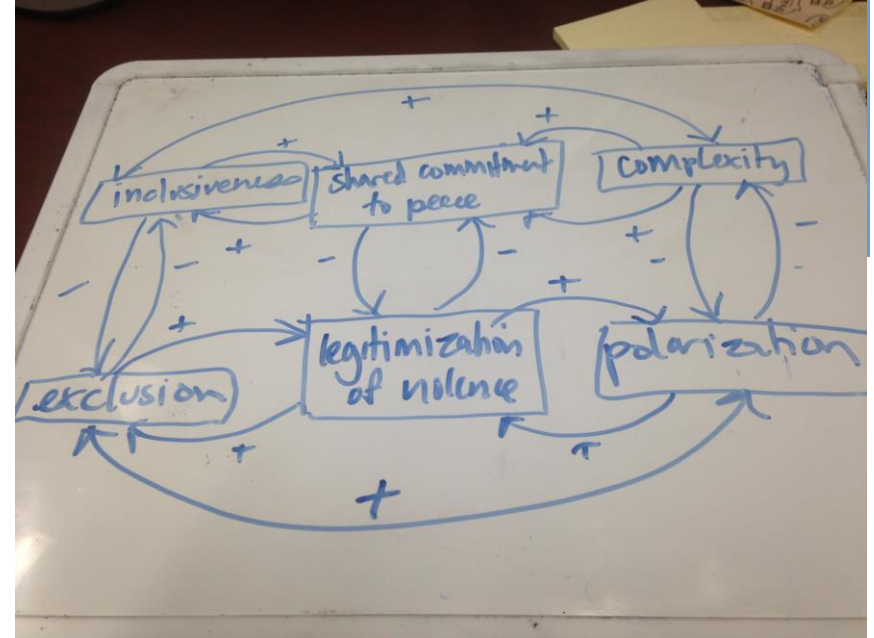 +
+ +
inclusiveness shared commitment complexity
to peace
- - + - - + - - -
+ +
legitimization polarization
of violence
exclusion
+ +
+